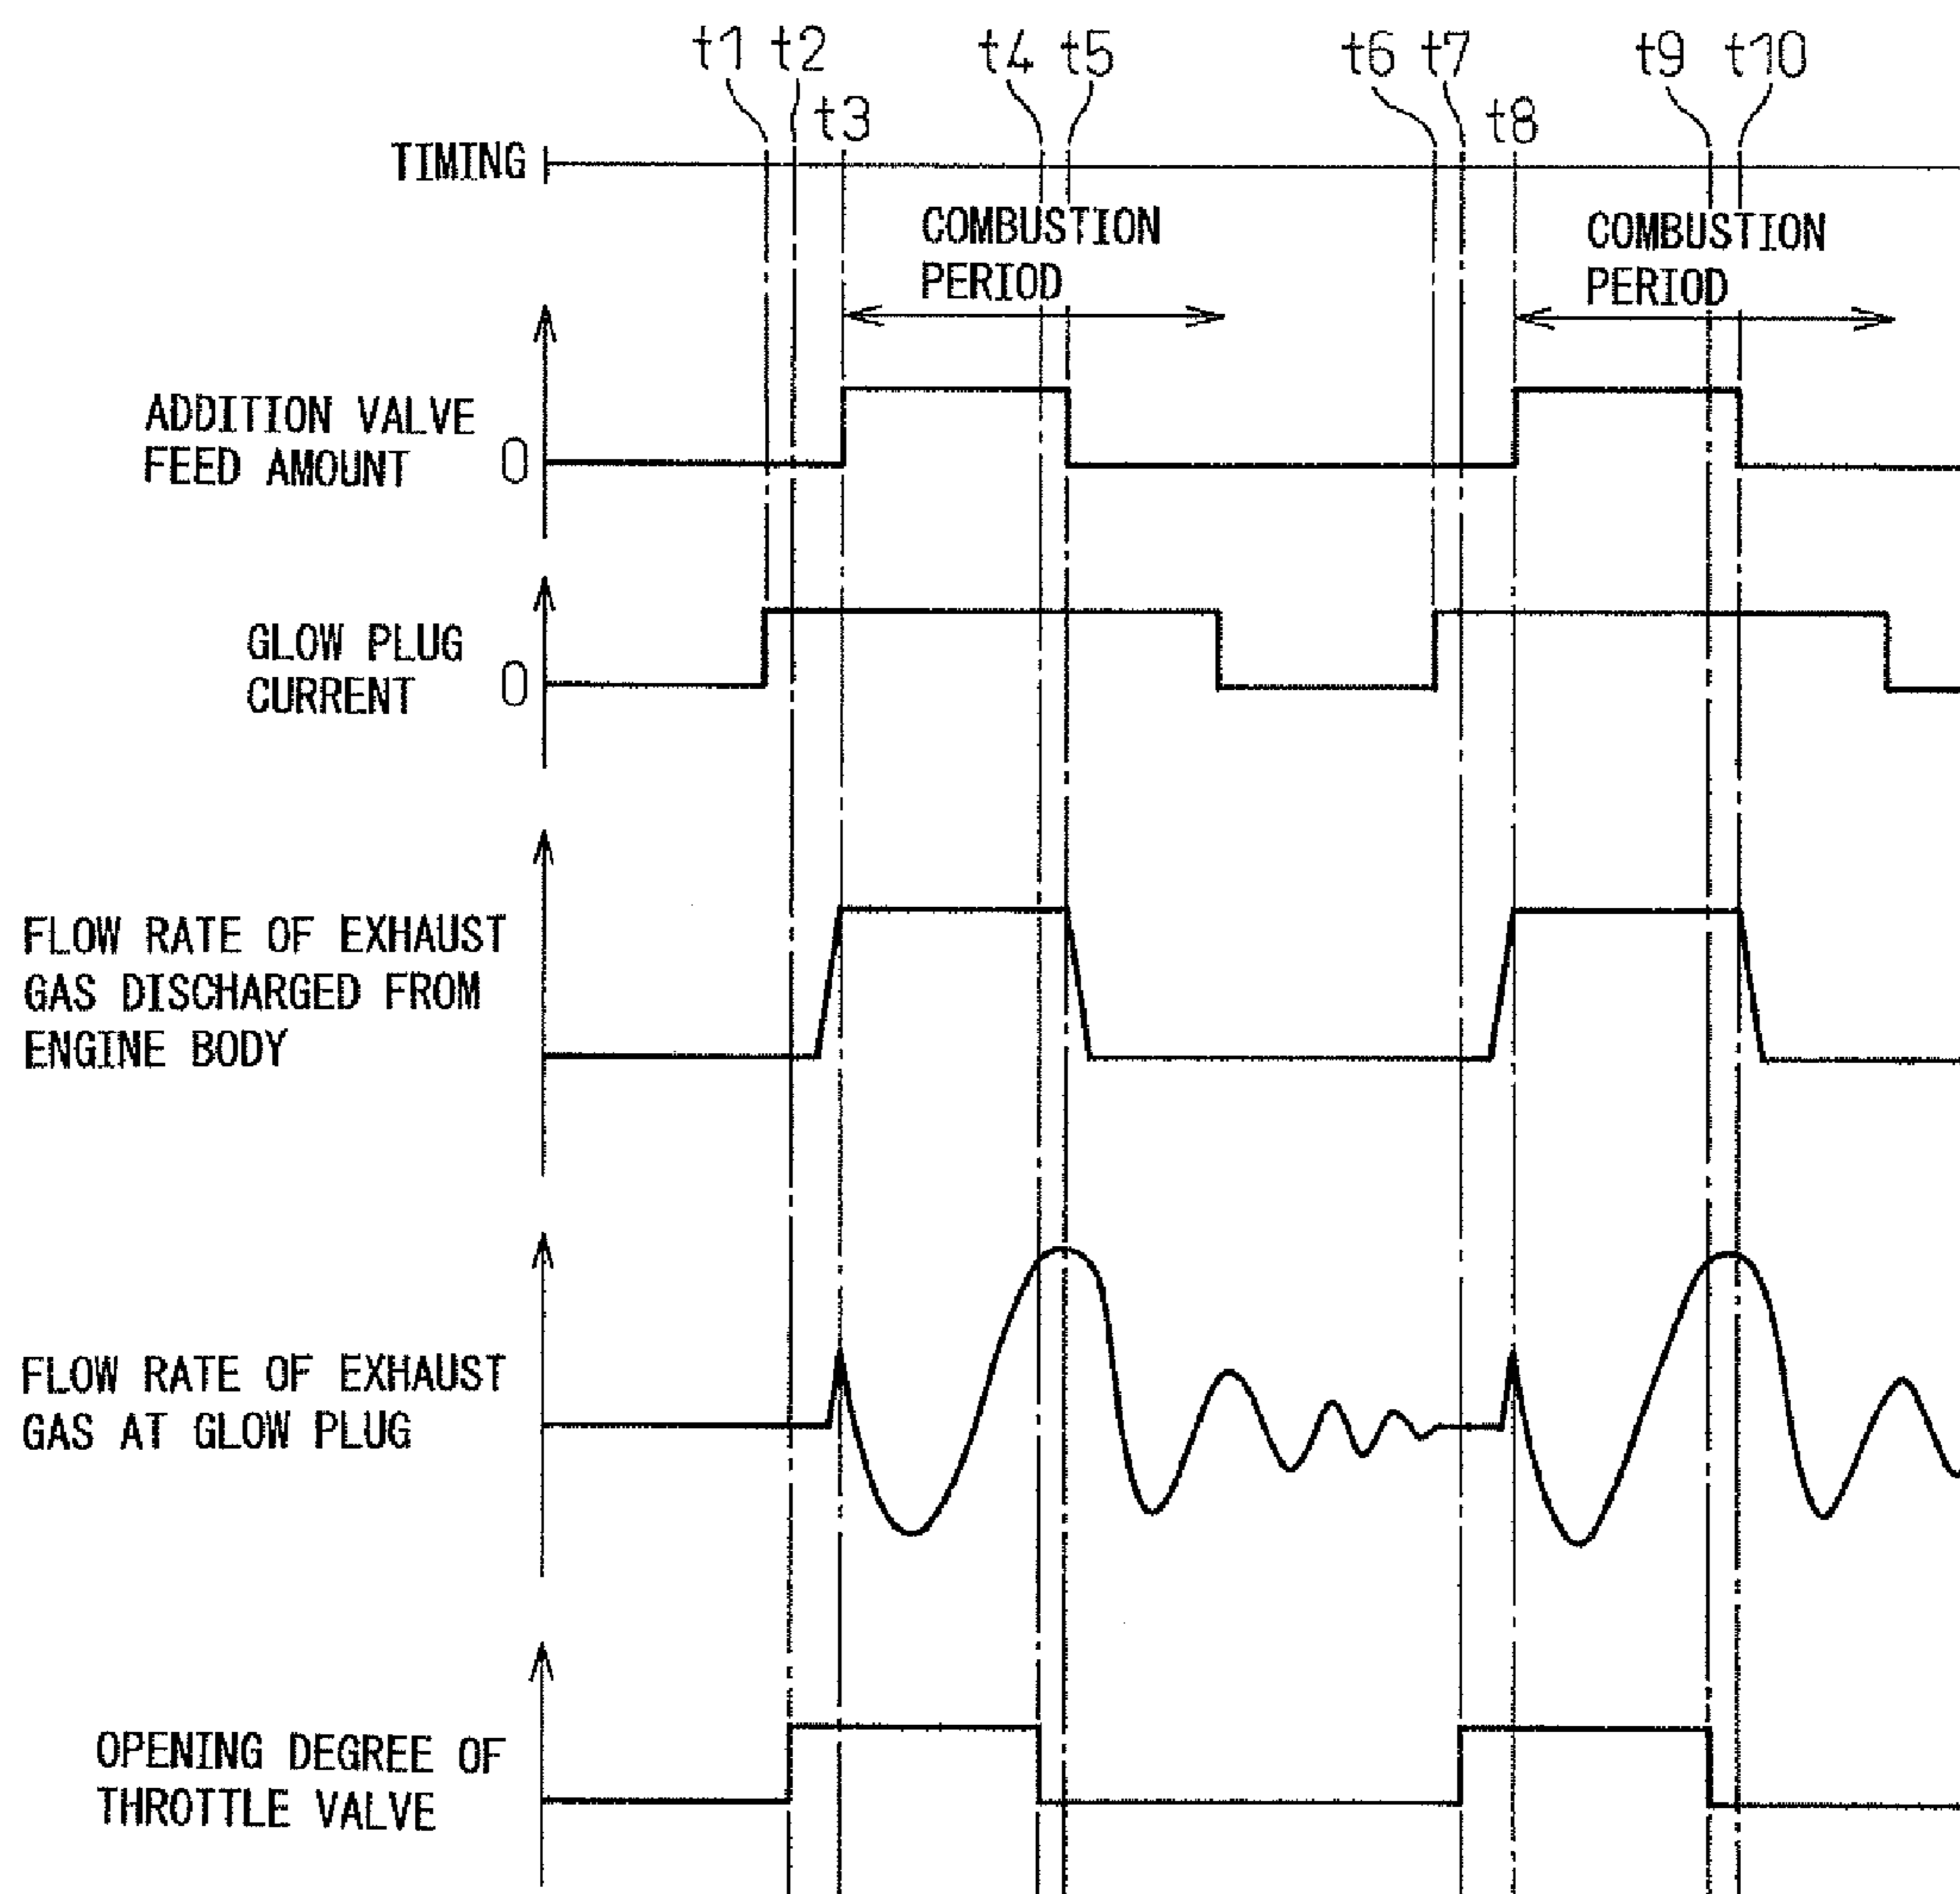 t1 t2 t4 t5 t6 t7 t9 t10
t3 t8
TIMING
COMBUSTION
PERIOD
COMBUSTION
PERIOD
ADDITION VALVE
FEED AMOUNT 0
GLOW PLUG
CURRENT 0
FLOW RATE OF EXHAUST
GAS DISCHARGED FROM
ENGINE BODY
FLOW RATE OF EXHAUST
GAS AT GLOW PLUG
OPENING DEGREE OF
THROTTLE VALVE